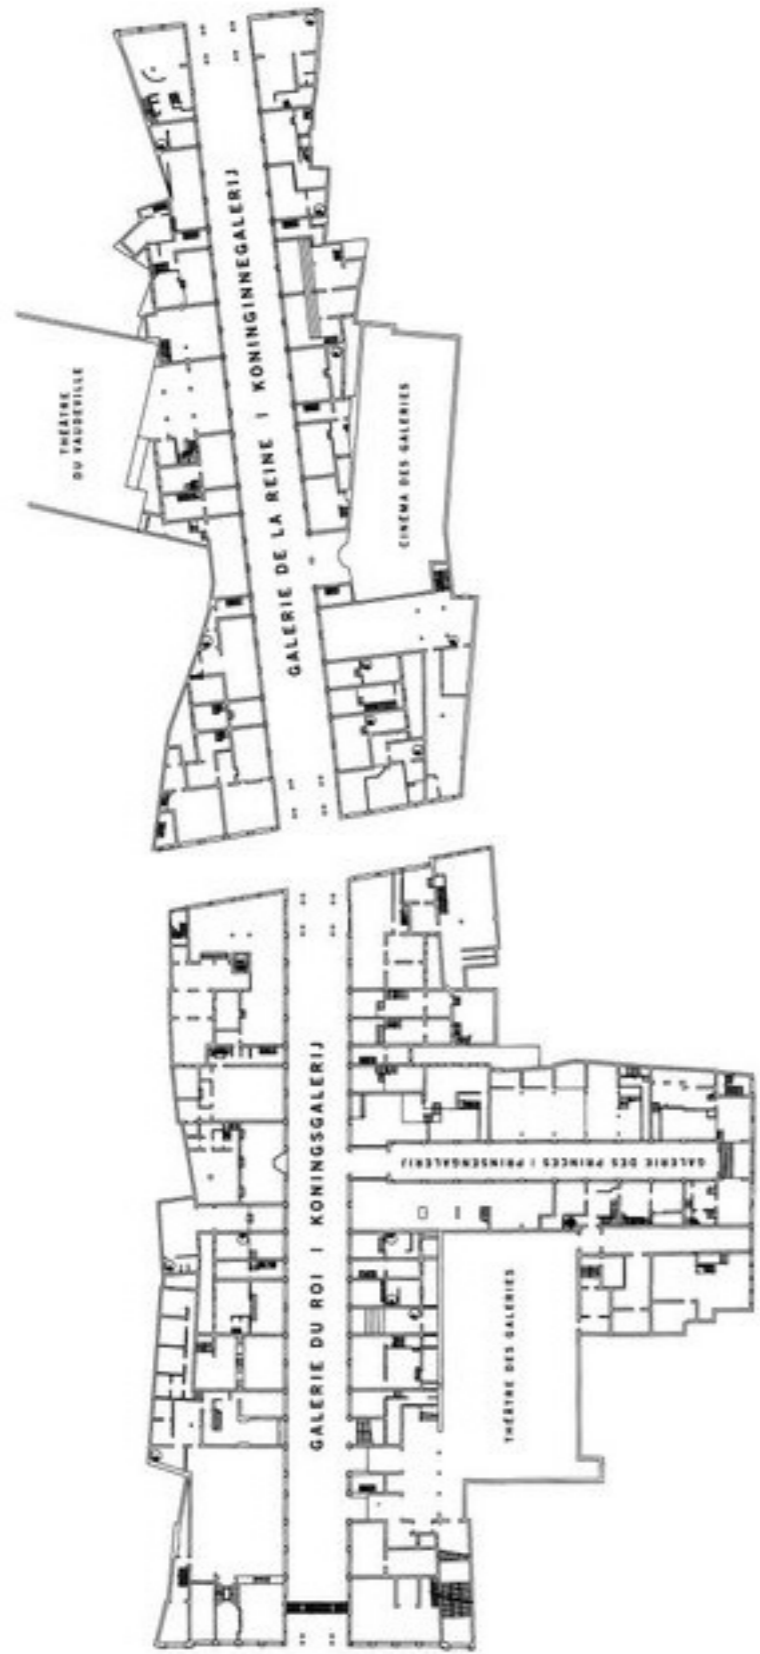 GALERIE DE LA REINE | KONINGINNEGALERIJ
THÉÂTRE
DU VAUDEVILLE
CINÉMA DES GALERIES
GALERIE DU ROI | KONINGSGALERIJ
GALERIE DES PRINCES | PRINSENGALERIJ
THÉÂTRE DES GALERIES